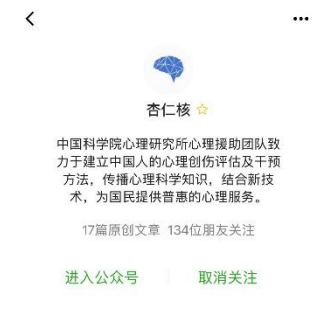 杏仁核
中国科学院心理研究所心理援助团队致
力于建立中国人的心理创伤评估及干预
方法，传播心理科学知识，结合新技
术，为国民提供普惠的心理服务。
17篇原创文章 134位朋友关注
进入公众号 取消关注